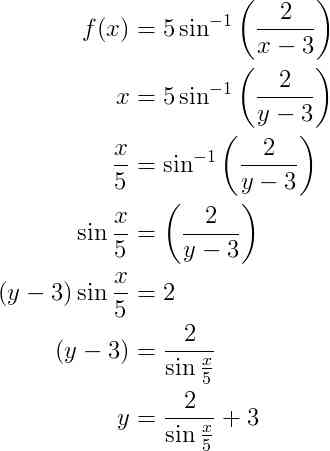 f(x) = 5 sin⁻¹ (2/(x − 3))
x = 5 sin⁻¹ (2/(y − 3))
x/5 = sin⁻¹ (2/(y − 3))
sin x/5 = (2/(y − 3))
(y − 3) sin x/5 = 2
(y − 3) = 2/(sin x/5)
y = 2/(sin x/5) + 3